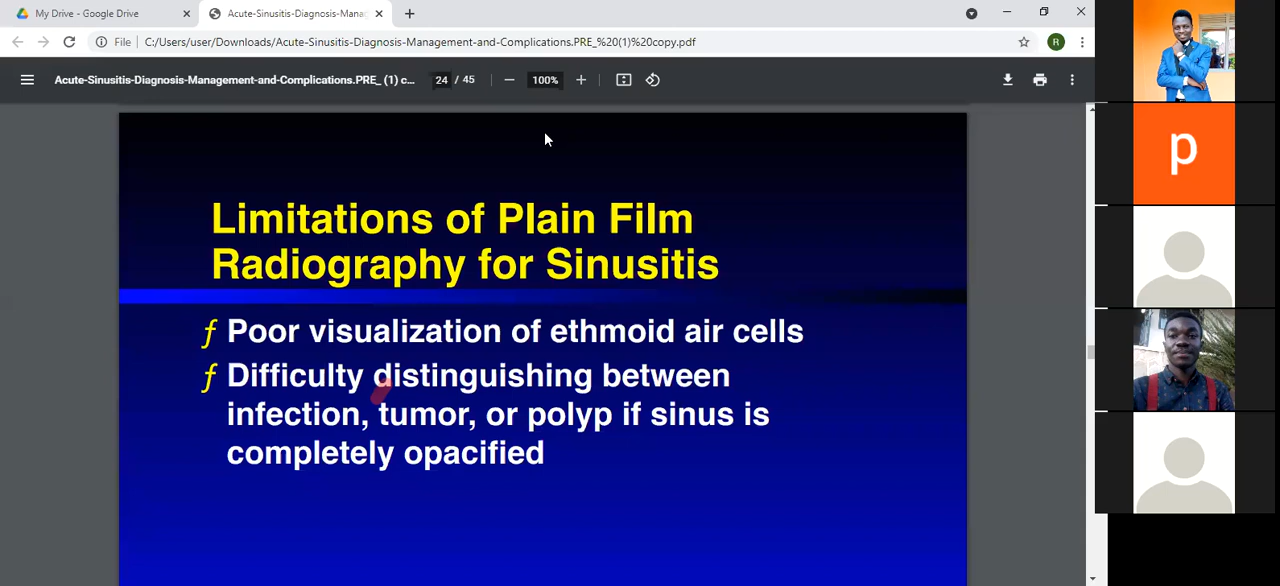 My Drive - Google Drive
Acute-Sinusitis-Diagnosis-Mana
File C:/Users/user/Downloads/Acute-Sinusitis-Diagnosis-Management-and-Complications.PRE_%20(1)%20copy.pdf
R
Acute-Sinusitis-Diagnosis-Management-and-Complications.PRE_ (1) c... 24 / 45 100%
p
Limitations of Plain Film
Radiography for Sinusitis
ƒ Poor visualization of ethmoid air cells
ƒ Difficulty distinguishing between
infection, tumor, or polyp if sinus is
completely opacified